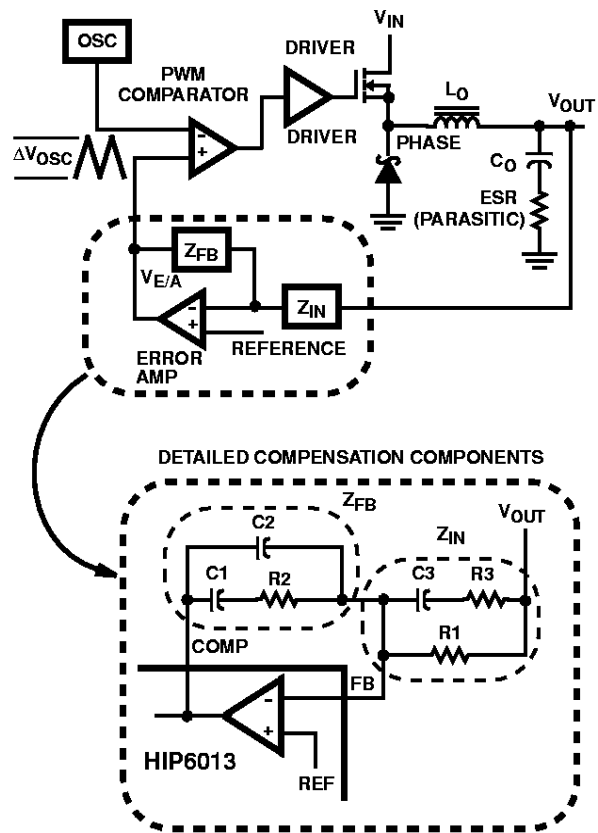 OSC
PWM
COMPARATOR
DRIVER
DRIVER
VIN
LO
VOUT
PHASE
CO
ESR
(PARASITIC)
ΔVOSC
-
+
ZFB
VE/A
-
+
ZIN
REFERENCE
ERROR
AMP
DETAILED COMPENSATION COMPONENTS
ZFB
C2
ZIN
VOUT
C1
R2
C3
R3
R1
COMP
FB
-
+
HIP6013
REF